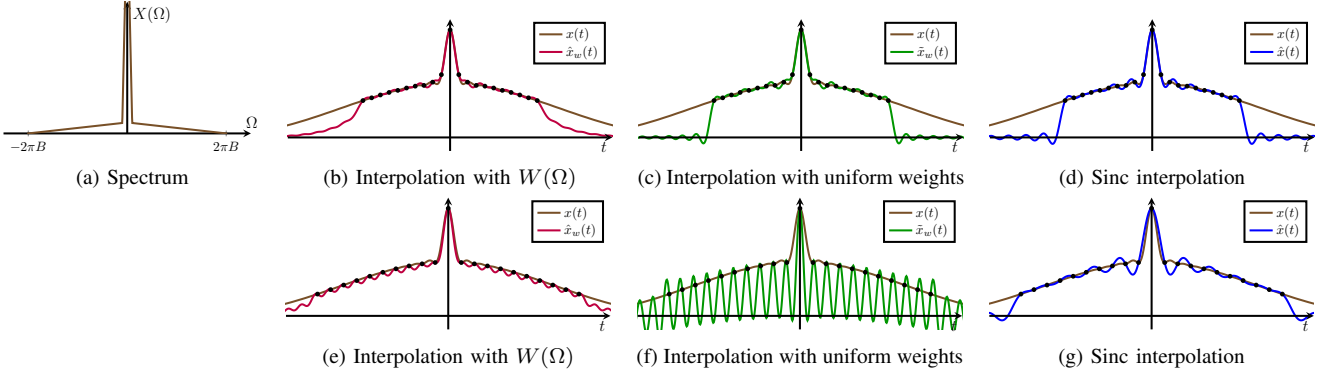 X(Ω)
Ω
−2πB
2πB
(a) Spectrum
x(t)
x̂_w(t)
t
(b) Interpolation with W(Ω)
x(t)
x̃_w(t)
t
(c) Interpolation with uniform weights
x(t)
x̂(t)
t
(d) Sinc interpolation
x(t)
x̂_w(t)
t
(e) Interpolation with W(Ω)
x(t)
x̃_w(t)
t
(f) Interpolation with uniform weights
x(t)
x̂(t)
t
(g) Sinc interpolation